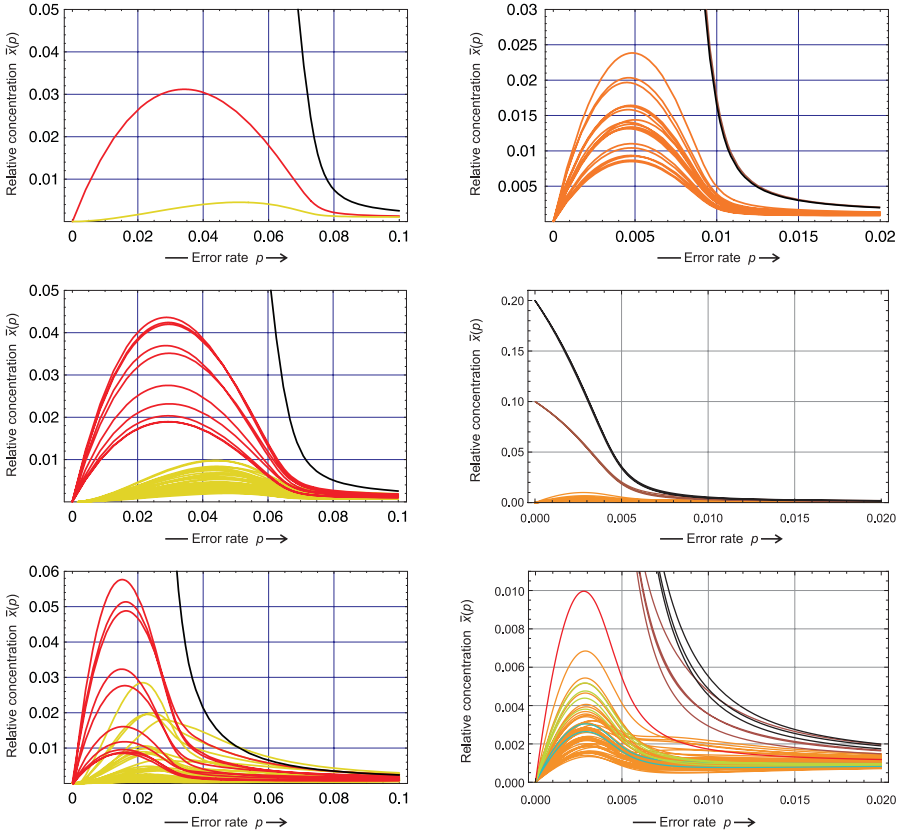 Relative concentration x̄(p)
0.05
0.04
0.03
0.02
0.01
0 0.02 0.04 0.06 0.08 0.1
Error rate p →
Relative concentration x̄(p)
0.03
0.025
0.02
0.015
0.01
0.005
0 0.005 0.01 0.015 0.02
Error rate p →
Relative concentration x̄(p)
0.05
0.04
0.03
0.02
0.01
0 0.02 0.04 0.06 0.08 0.1
Error rate p →
Relative concentration x̄(p)
0.20
0.15
0.10
0.05
0.00
0.000 0.005 0.010 0.015 0.020
Error rate p →
Relative concentration x̄(p)
0.06
0.05
0.04
0.03
0.02
0.01
0 0.02 0.04 0.06 0.08 0.1
Error rate p →
Relative concentration x̄(p)
0.010
0.008
0.006
0.004
0.002
0.000
0.000 0.005 0.010 0.015 0.020
Error rate p →